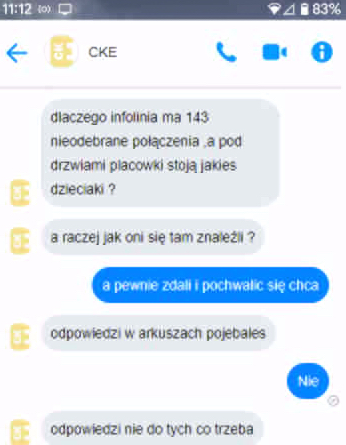 11:12
83%
CKE
dlaczego infolinia ma 143
nieodebrane połączenia ,a pod
drzwiami placowki stoją jakies
dzieciaki ?
a raczej jak oni się tam znaleźli ?
a pewnie zdali i pochwalic się chca
odpowiedzi w arkuszach pojebales
Nie
odpowiedzi nie do tych co trzeba